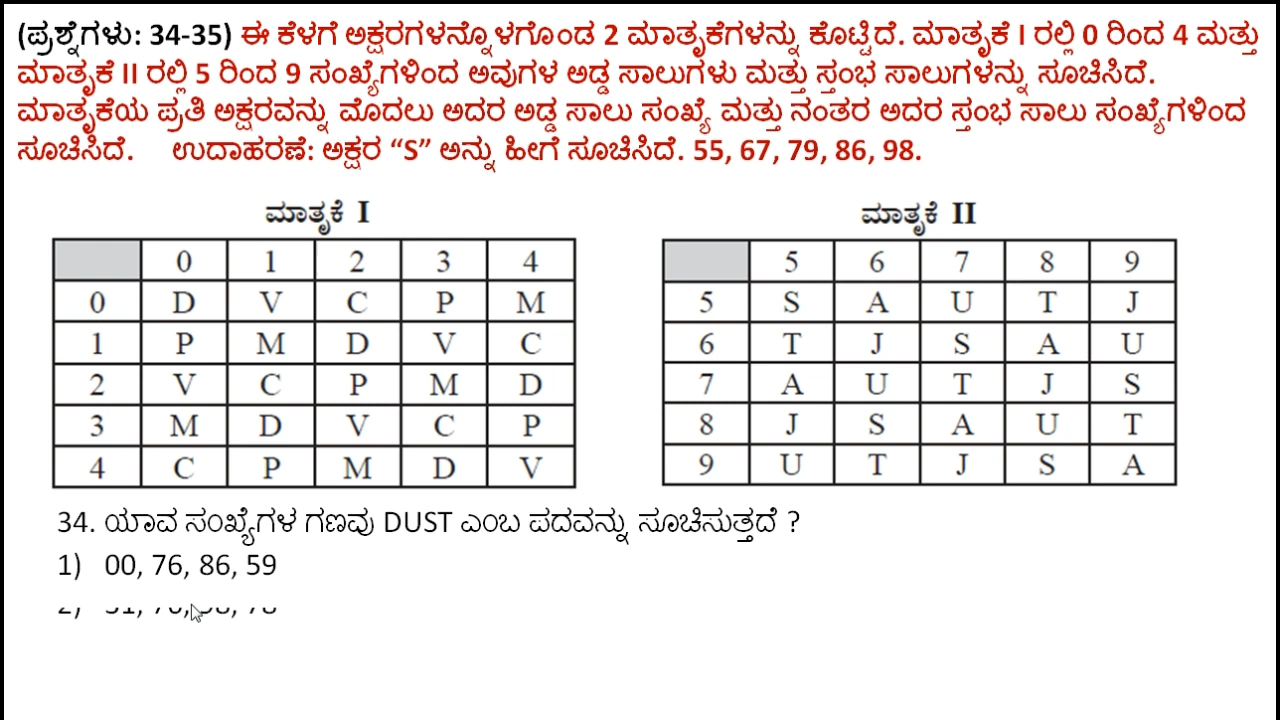 (ಪ್ರಶ್ನೆಗಳು: 34-35) ಈ ಕೆಳಗೆ ಅಕ್ಷರಗಳನ್ನೊಳಗೊಂಡ 2 ಮಾತೃಕೆಗಳನ್ನು ಕೊಟ್ಟಿದೆ. ಮಾತೃಕೆ I ರಲ್ಲಿ 0 ರಿಂದ 4 ಮತ್ತು
ಮಾತೃಕೆ II ರಲ್ಲಿ 5 ರಿಂದ 9 ಸಂಖ್ಯೆಗಳಿಂದ ಅವುಗಳ ಅಡ್ಡ ಸಾಲುಗಳು ಮತ್ತು ಸ್ತಂಭ ಸಾಲುಗಳನ್ನು ಸೂಚಿಸಿದೆ.
ಮಾತೃಕೆಯ ಪ್ರತಿ ಅಕ್ಷರವನ್ನು ಮೊದಲು ಅದರ ಅಡ್ಡ ಸಾಲು ಸಂಖ್ಯೆ ಮತ್ತು ನಂತರ ಅದರ ಸ್ತಂಭ ಸಾಲು ಸಂಖ್ಯೆಗಳಿಂದ
ಸೂಚಿಸಿದೆ. ಉದಾಹರಣೆ: ಅಕ್ಷರ “S” ಅನ್ನು ಹೀಗೆ ಸೂಚಿಸಿದೆ. 55, 67, 79, 86, 98.
ಮಾತೃಕೆ I
0 1 2 3 4
0 D V C P M
1 P M D V C
2 V C P M D
3 M D V C P
4 C P M D V
ಮಾತೃಕೆ II
5 6 7 8 9
5 S A U T J
6 T J S A U
7 A U T J S
8 J S A U T
9 U T J S A
34. ಯಾವ ಸಂಖ್ಯೆಗಳ ಗಣವು DUST ಎಂಬ ಪದವನ್ನು ಸೂಚಿಸುತ್ತದೆ ?
1) 00, 76, 86, 59